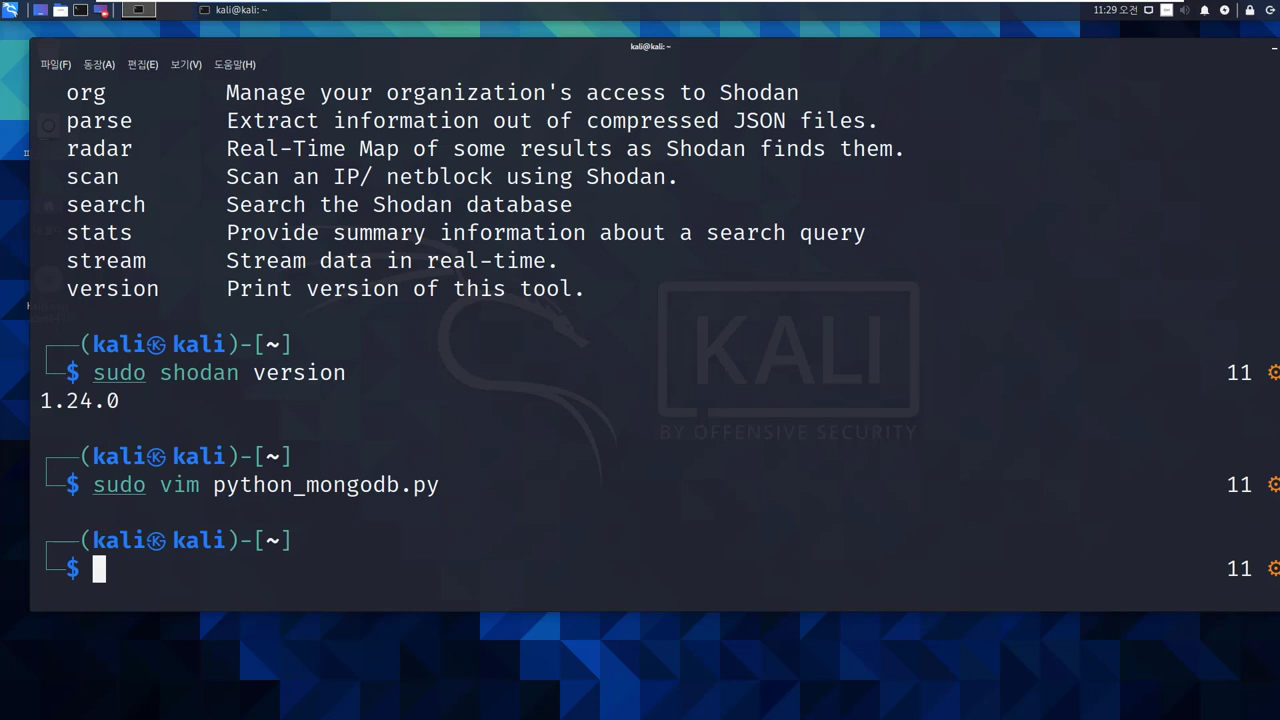 kali@kali: ~
11:29 오전
kali@kali: ~
파일(F) 동장(A) 편집(E) 보기(V) 도움말(H)
org Manage your organization's access to Shodan
parse Extract information out of compressed JSON files.
radar Real-Time Map of some results as Shodan finds them.
scan Scan an IP/ netblock using Shodan.
search Search the Shodan database
stats Provide summary information about a search query
stream Stream data in real-time.
version Print version of this tool.
┌──(kali㉿kali)-[~]
└─$ sudo shodan version 11
1.24.0
┌──(kali㉿kali)-[~]
└─$ sudo vim python_mongodb.py 11
┌──(kali㉿kali)-[~]
└─$ 11
KALI
BY OFFENSIVE SECURITY